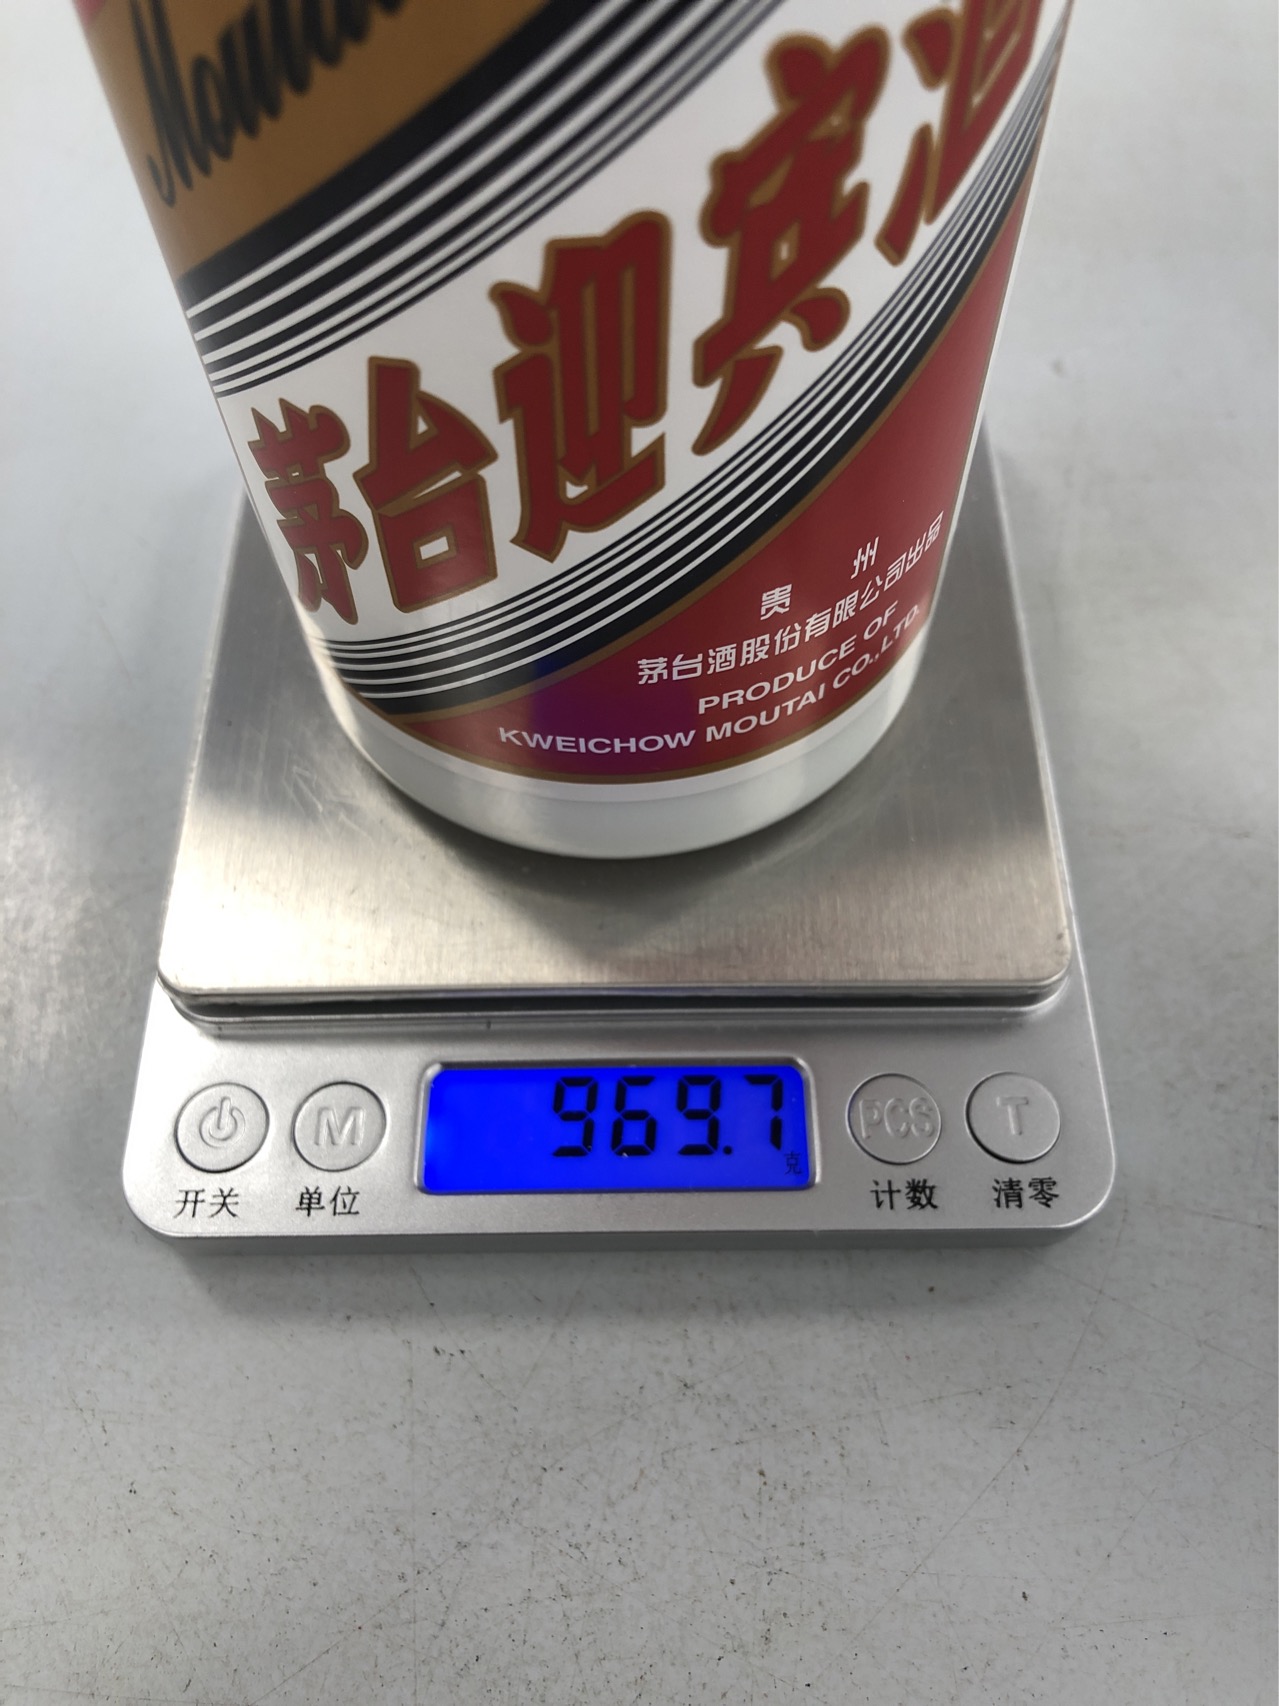 茅台迎宾酒
贵 州
茅台酒股份有限公司出品
PRODUCE OF
KWEICHOW MOUTAI CO.,LTD.
969.7
克
M PCS T
开关 单位 计数 清零